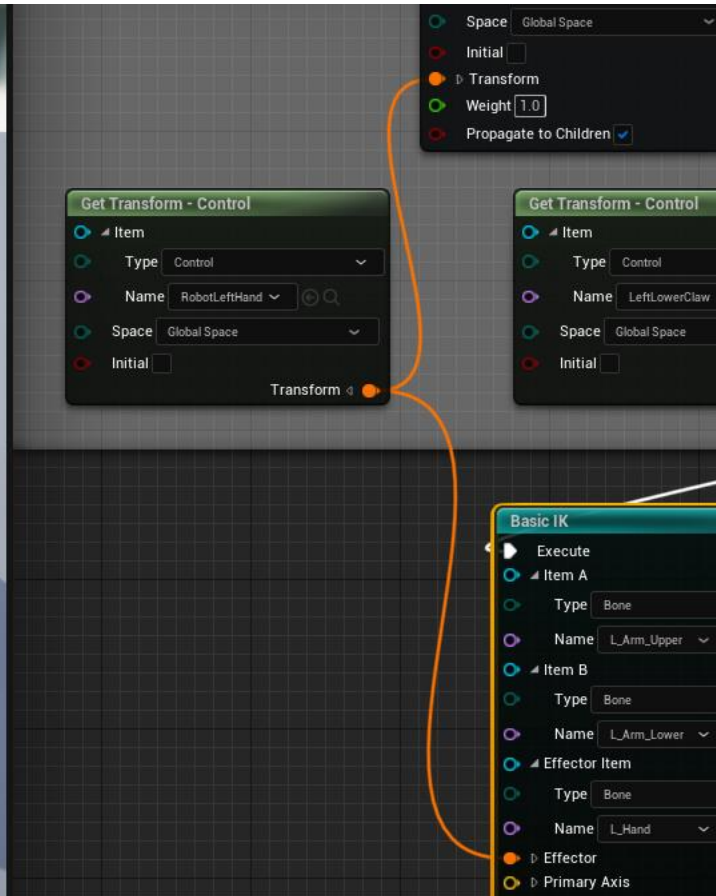 Space Global Space
Initial
Transform
Weight 1.0
Propagate to Children
Get Transform - Control
Item
Type Control
Name RobotLeftHand
Space Global Space
Initial
Transform
Get Transform - Control
Item
Type Control
Name LeftLowerClaw
Space Global Space
Initial
Basic IK
Execute
Item A
Type Bone
Name L_Arm_Upper
Item B
Type Bone
Name L_Arm_Lower
Effector Item
Type Bone
Name L_Hand
Effector
Primary Axis